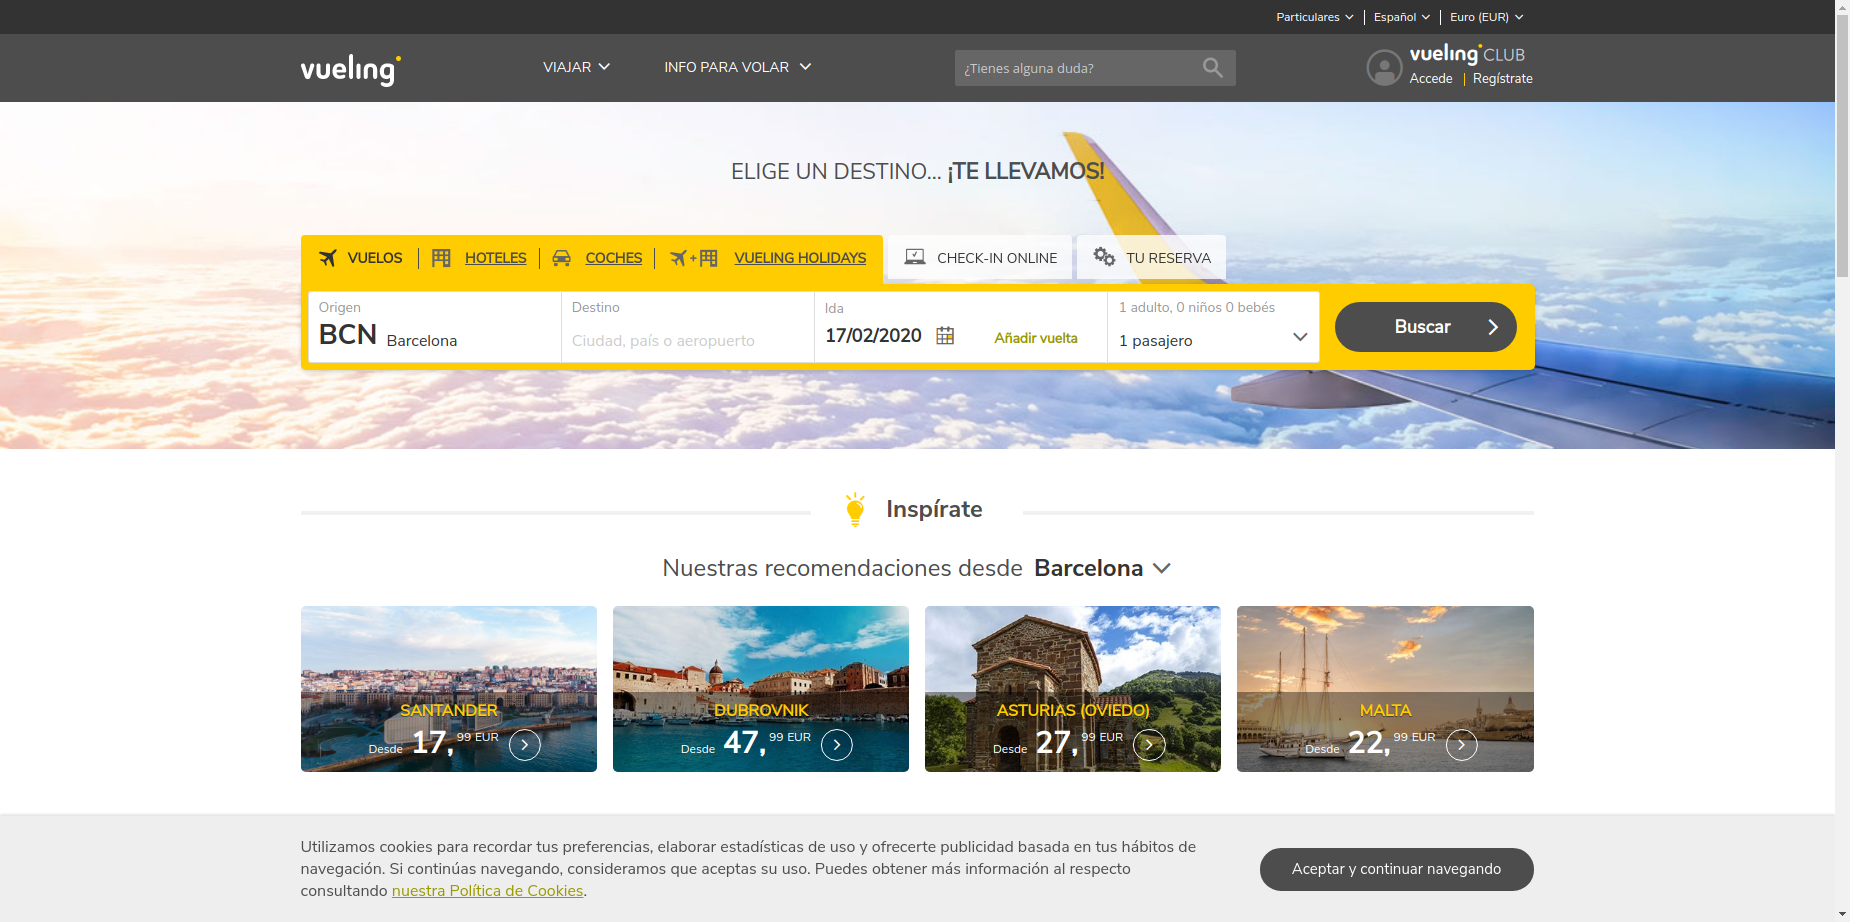 Particulares Español Euro (EUR)
vueling VIAJAR INFO PARA VOLAR ¿Tienes alguna duda? vueling CLUB
Accede Regístrate
ELIGE UN DESTINO... ¡TE LLEVAMOS!
VUELOS HOTELES COCHES + VUELING HOLIDAYS CHECK-IN ONLINE TU RESERVA
Origen Destino Ida 1 adulto, 0 niños 0 bebés
BCN Barcelona Ciudad, país o aeropuerto 17/02/2020 Añadir vuelta 1 pasajero Buscar
Inspírate
Nuestras recomendaciones desde Barcelona
SANTANDER DUBROVNIK ASTURIAS (OVIEDO) MALTA
Desde 17,99 EUR Desde 47,99 EUR Desde 27,99 EUR Desde 22,99 EUR
Utilizamos cookies para recordar tus preferencias, elaborar estadísticas de uso y ofrecerte publicidad basada en tus hábitos de
navegación. Si continúas navegando, consideramos que aceptas su uso. Puedes obtener más información al respecto
consultando nuestra Política de Cookies.
Aceptar y continuar navegando